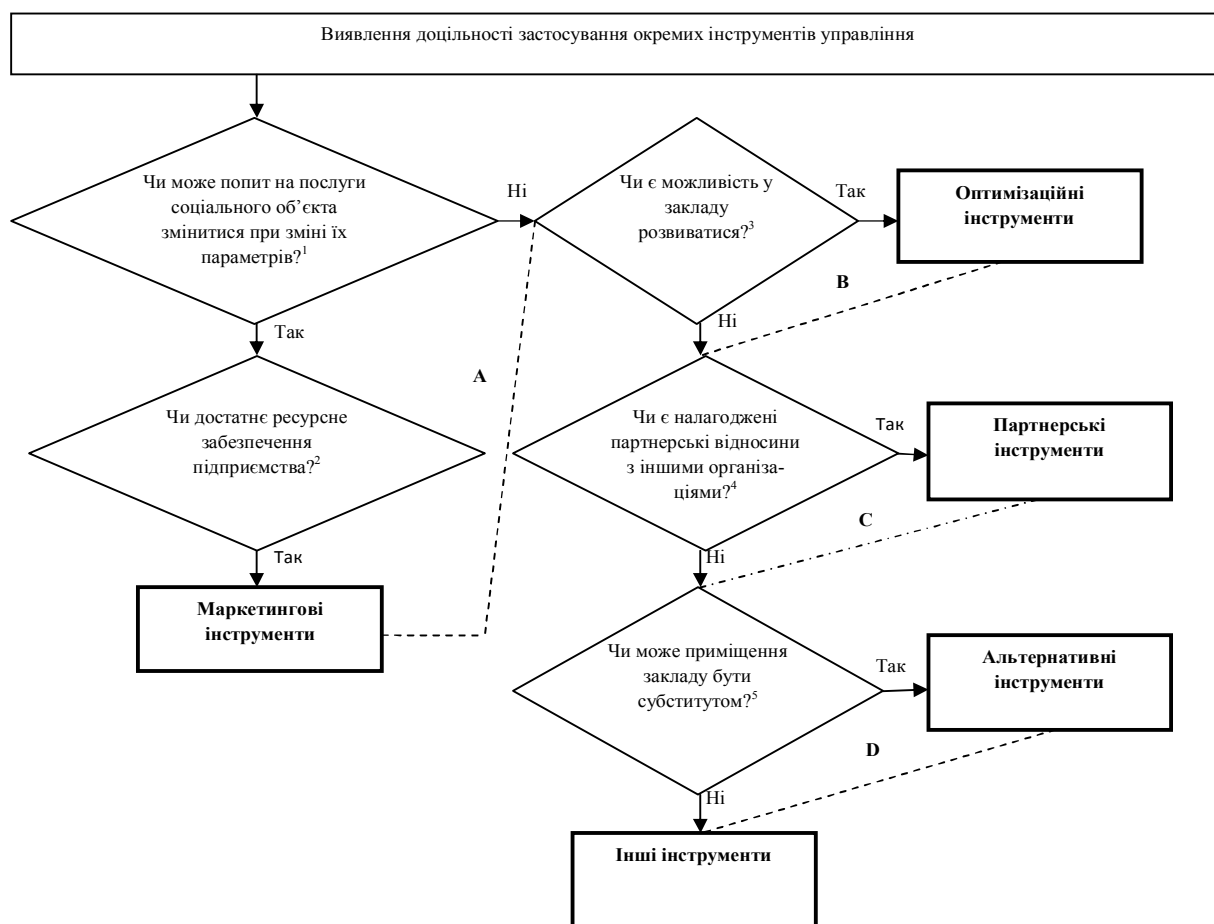 Виявлення доцільності застосування окремих інструментів управління
Чи може попит на послуги
соціального об’єкта
змінитися при зміні їх
параметрів?1
Ні
Чи є можливість у
закладу
розвиватися?3
Так
Оптимізаційні
інструменти
B
Так
Ні
A
Чи достатнє ресурсне
забезпечення
підприємства?2
Чи є налагоджені
партнерські відносини
з іншими організа-
ціями?4
Так
Партнерські
інструменти
C
Так
Ні
Маркетингові
інструменти
Чи може приміщення
закладу бути
субститутом?5
Так
Альтернативні
інструменти
D
Ні
Інші інструменти